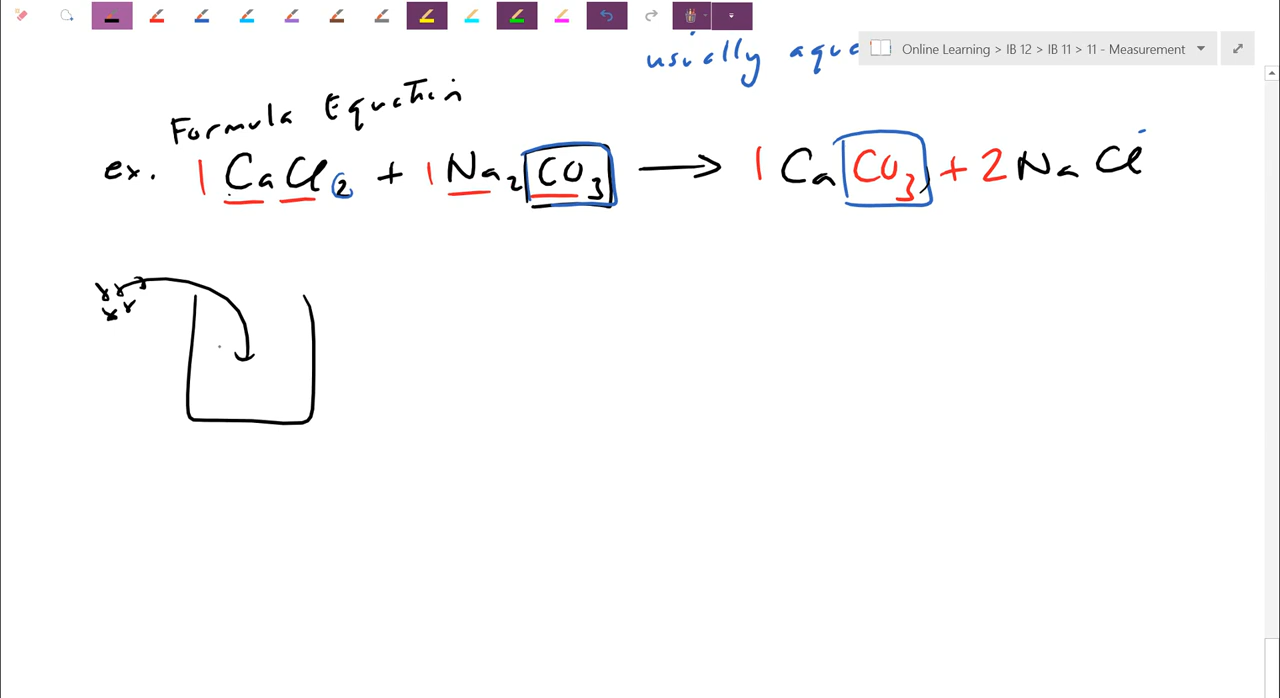 usually aque
Online Learning > IB 12 > IB 11 > 11 - Measurement
Formula Equation
ex. 1 CaCl₂ + 1 Na₂CO₃ → 1 CaCO₃ + 2 NaCl